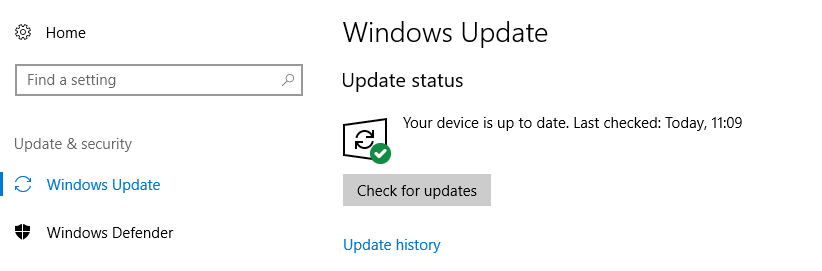 Home
Find a setting
Update & security
Windows Update
Windows Defender
Windows Update
Update status
Your device is up to date. Last checked: Today, 11:09
Check for updates
Update history